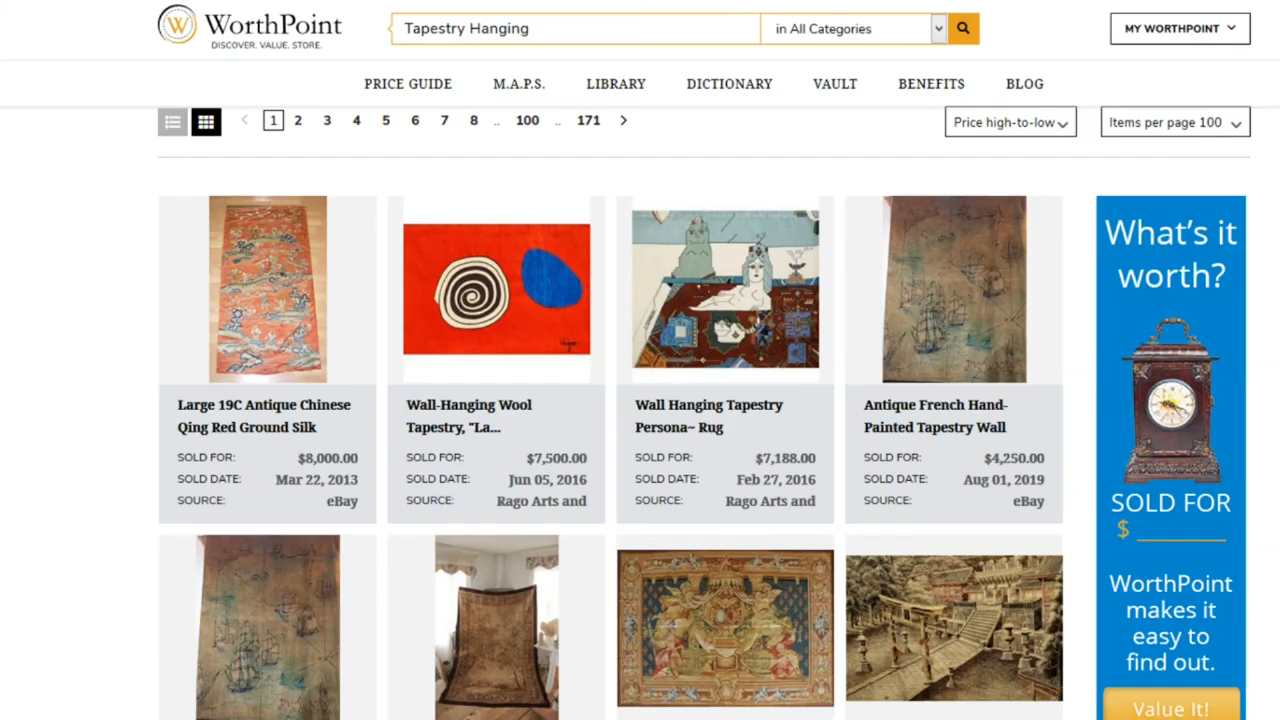 W WorthPoint
DISCOVER. VALUE. STORE.
Tapestry Hanging
in All Categories
MY WORTHPOINT
PRICE GUIDE M.A.P.S. LIBRARY DICTIONARY VAULT BENEFITS BLOG
1 2 3 4 5 6 7 8 .. 100 .. 171
Price high-to-low
Items per page 100
Large 19C Antique Chinese
Qing Red Ground Silk
SOLD FOR: $8,000.00
SOLD DATE: Mar 22, 2013
SOURCE: eBay
Wall-Hanging Wool
Tapestry, "La...
SOLD FOR: $7,500.00
SOLD DATE: Jun 05, 2016
SOURCE: Rago Arts and
Wall Hanging Tapestry
Persona~ Rug
SOLD FOR: $7,188.00
SOLD DATE: Feb 27, 2016
SOURCE: Rago Arts and
Antique French Hand-
Painted Tapestry Wall
SOLD FOR: $4,250.00
SOLD DATE: Aug 01, 2019
SOURCE: eBay
What's it
worth?
SOLD FOR
$
WorthPoint
makes it
easy to
find out.
Value It!